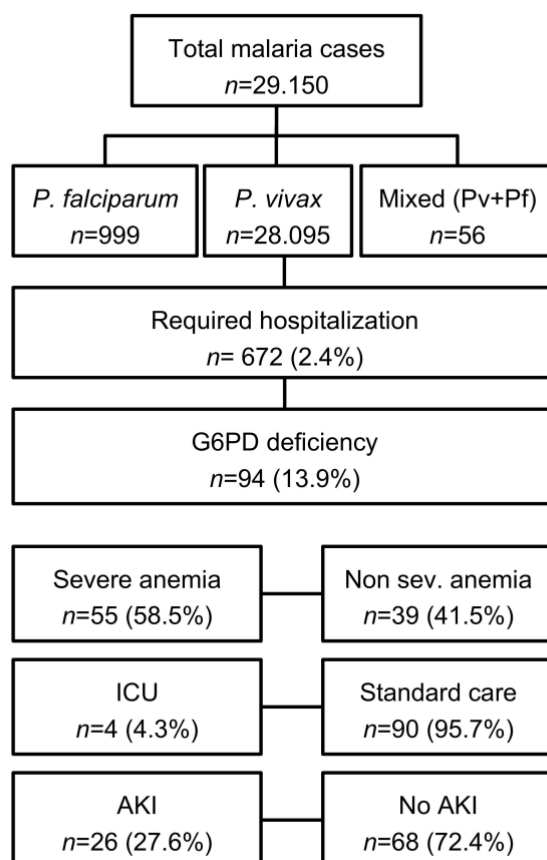 Total malaria cases
n=29.150
P. falciparum
n=999
P. vivax
n=28.095
Mixed (Pv+Pf)
n=56
Required hospitalization
n= 672 (2.4%)
G6PD deficiency
n=94 (13.9%)
Severe anemia
n=55 (58.5%)
Non sev. anemia
n=39 (41.5%)
ICU
n=4 (4.3%)
Standard care
n=90 (95.7%)
AKI
n=26 (27.6%)
No AKI
n=68 (72.4%)